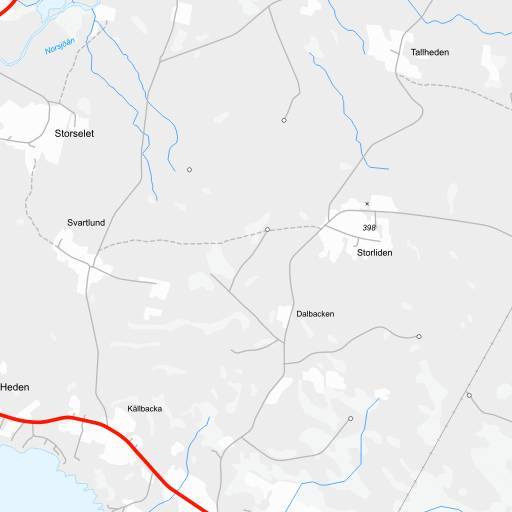 Norsjöån
Tallheden
Storselet
Svartlund
398
Storliden
Dalbacken
Heden
Källbacka